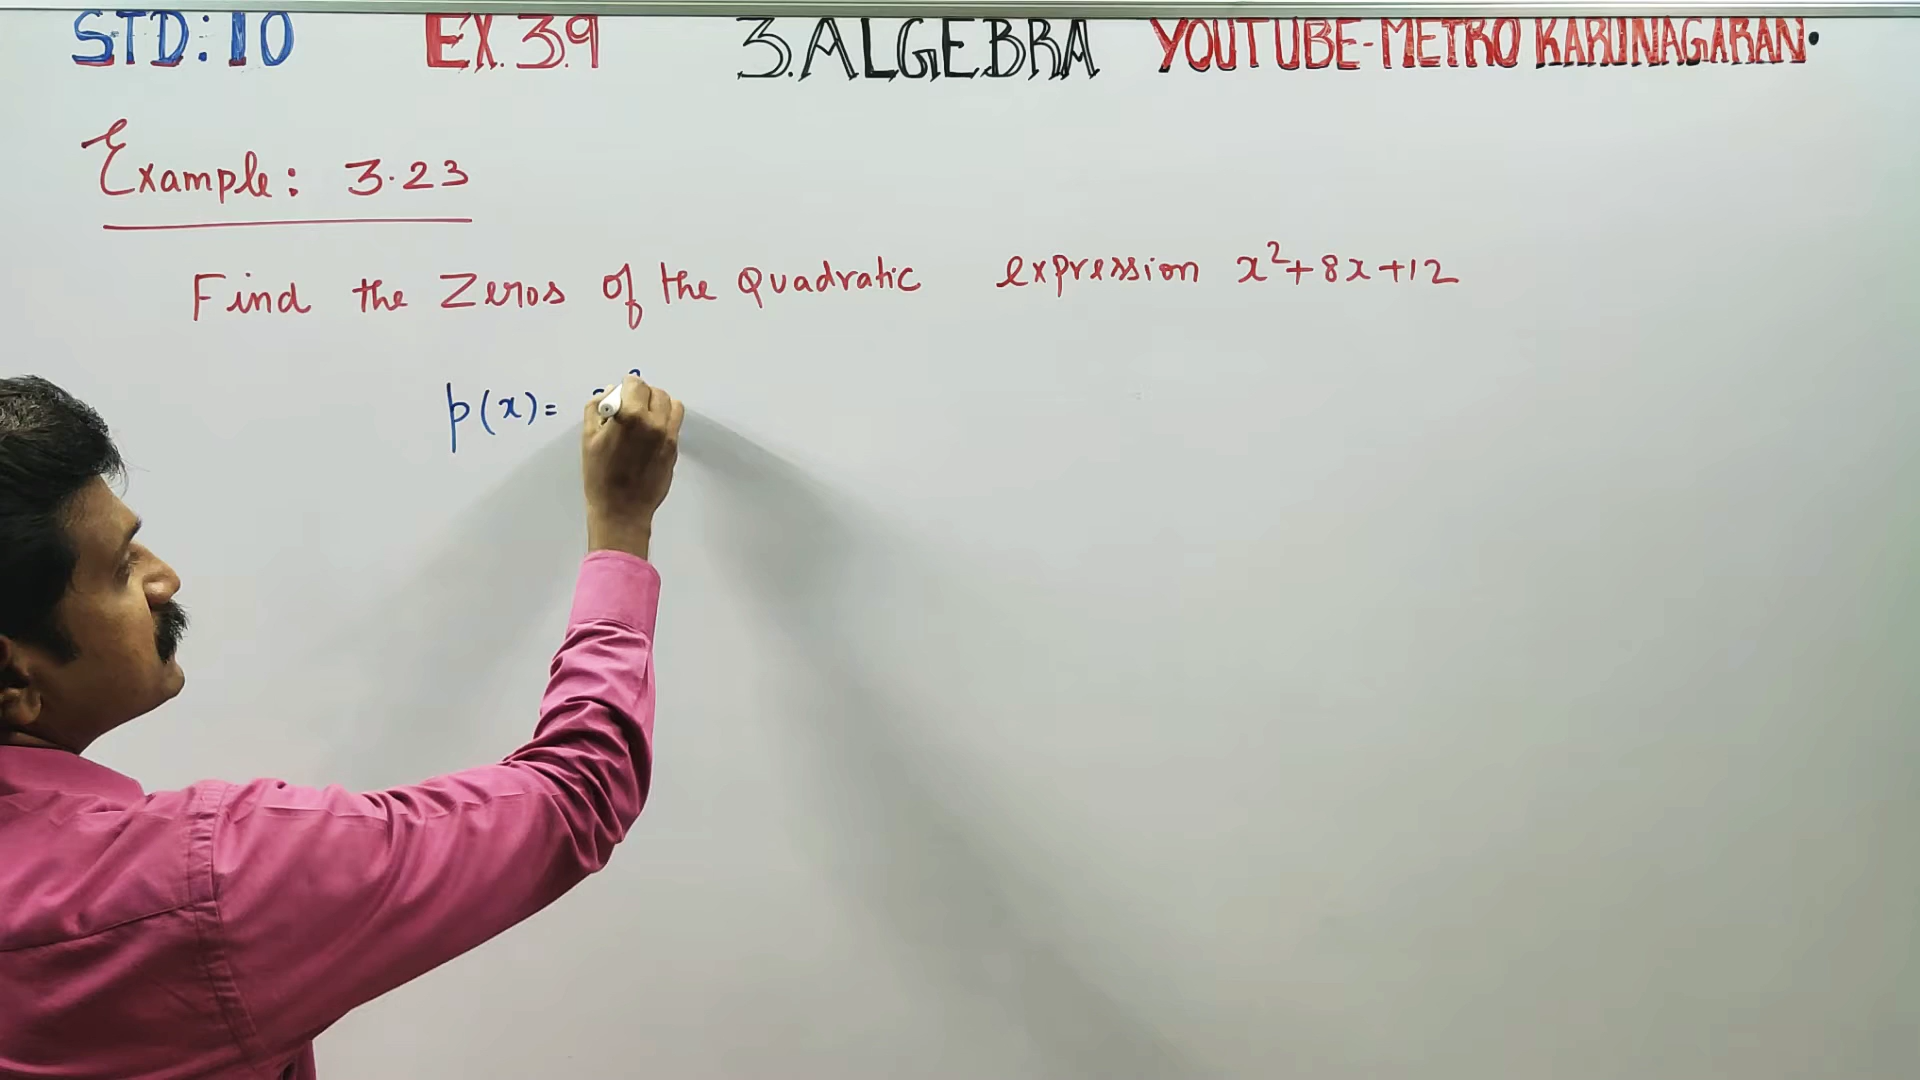 STD:10 EX.3.9 3.ALGEBRA YOUTUBE-METRO KARUNAGARAN.
Example: 3.23
Find the Zeros of the Quadratic expression x²+8x+12
p(x)=